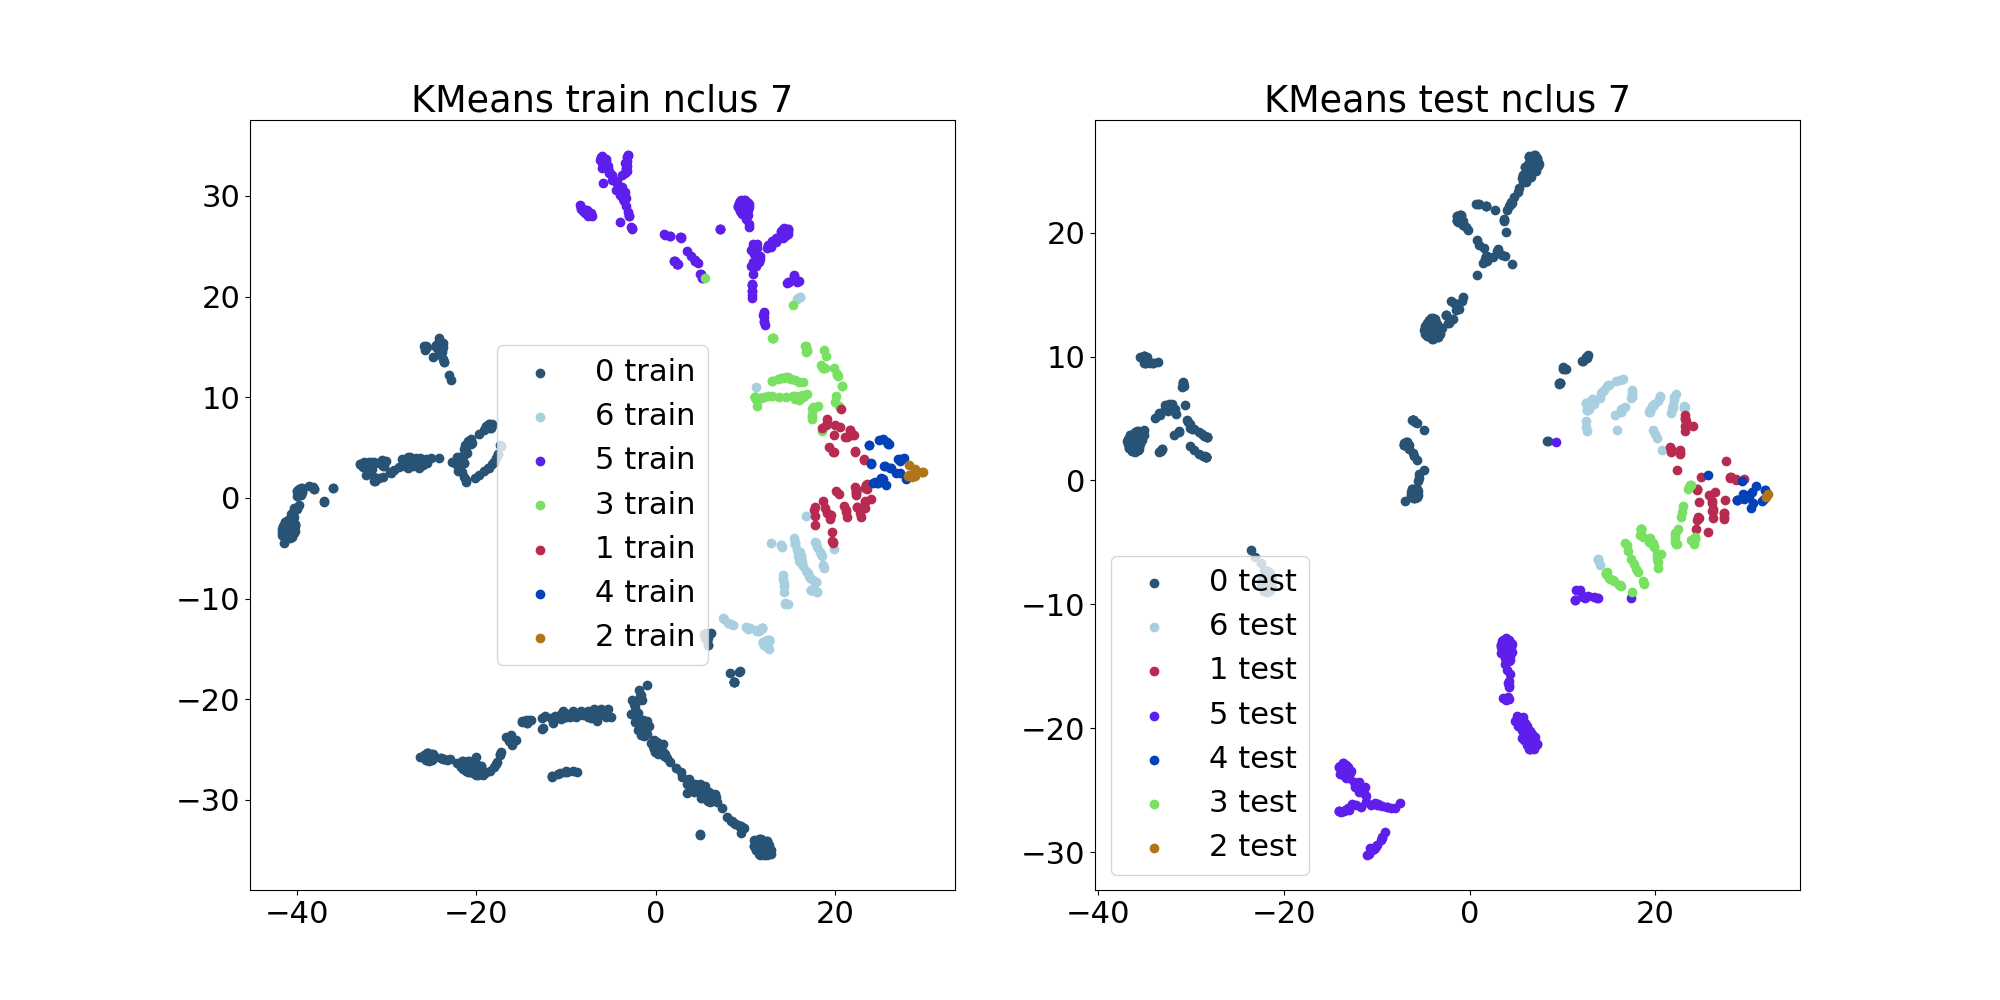 KMeans train nclus 7
30
20
10
0
−10
−20
−30
−40
−20
0
20
0 train
6 train
5 train
3 train
1 train
4 train
2 train
KMeans test nclus 7
20
10
0
−10
−20
−30
−40
−20
0
20
0 test
6 test
1 test
5 test
4 test
3 test
2 test